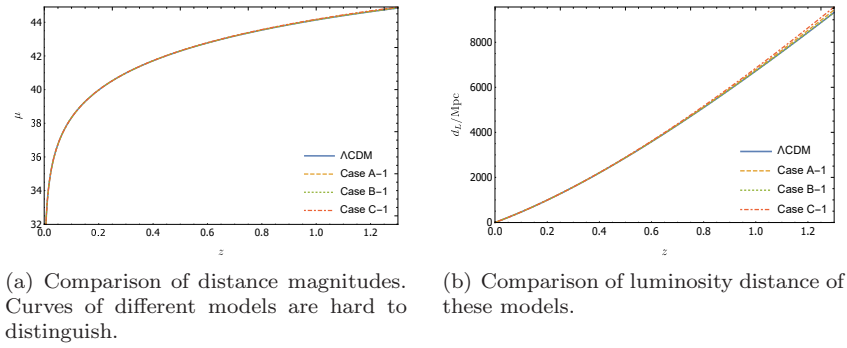 44
42
40
38
36
34
32
μ
0.0 0.2 0.4 0.6 0.8 1.0 1.2
z
ΛCDM
Case A-1
Case B-1
Case C-1
8000
6000
4000
2000
0
d_L/Mpc
0.0 0.2 0.4 0.6 0.8 1.0 1.2
z
ΛCDM
Case A-1
Case B-1
Case C-1
(a) Comparison of distance magnitudes.
Curves of different models are hard to
distinguish.
(b) Comparison of luminosity distance of
these models.